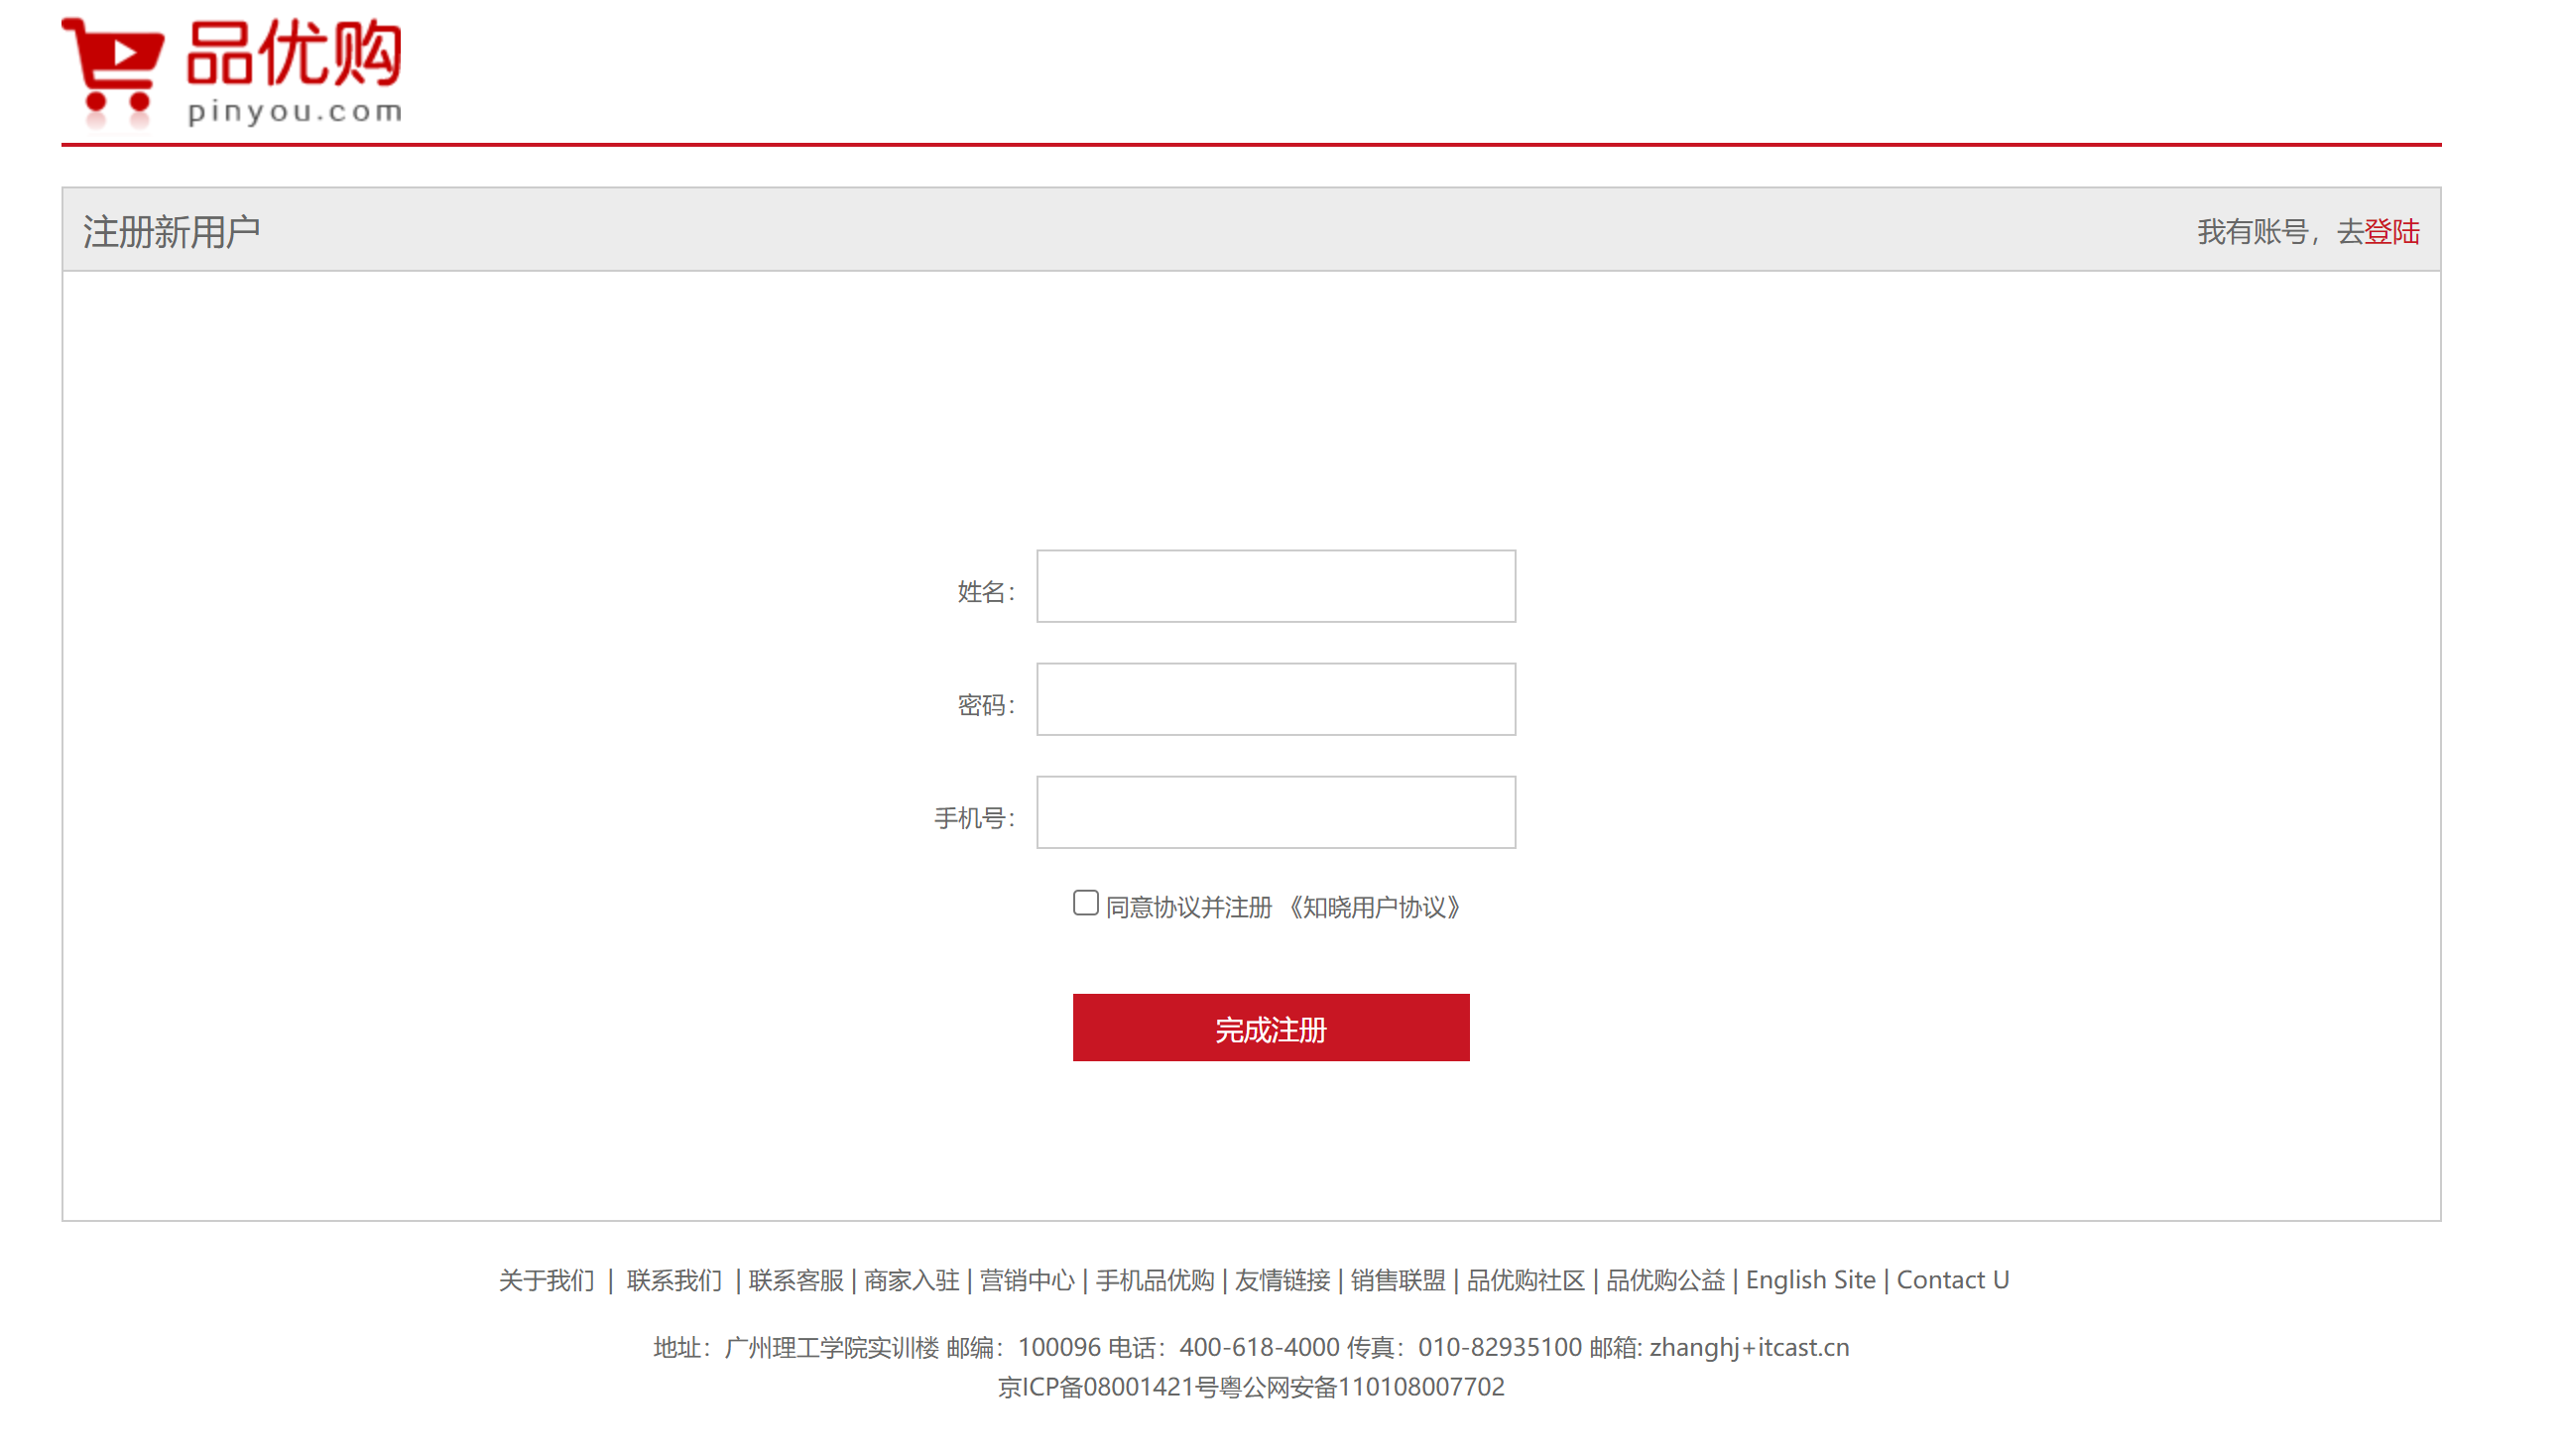 品优购
pinyou.com
注册新用户
我有账号，去登陆
姓名：
密码：
手机号：
同意协议并注册 《知晓用户协议》
完成注册
关于我们 | 联系我们 | 联系客服 | 商家入驻 | 营销中心 | 手机品优购 | 友情链接 | 销售联盟 | 品优购社区 | 品优购公益 | English Site | Contact U
地址：广州理工学院实训楼 邮编：100096 电话：400-618-4000 传真：010-82935100 邮箱: zhanghj+itcast.cn
京ICP备08001421号粤公网安备110108007702